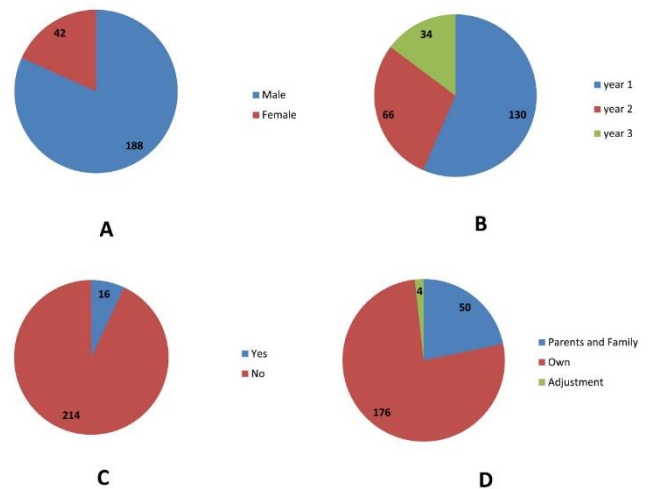 42
188
Male
Female
A
34
66
130
year 1
year 2
year 3
B
16
214
Yes
No
C
4
50
176
Parents and Family
Own
Adjustment
D